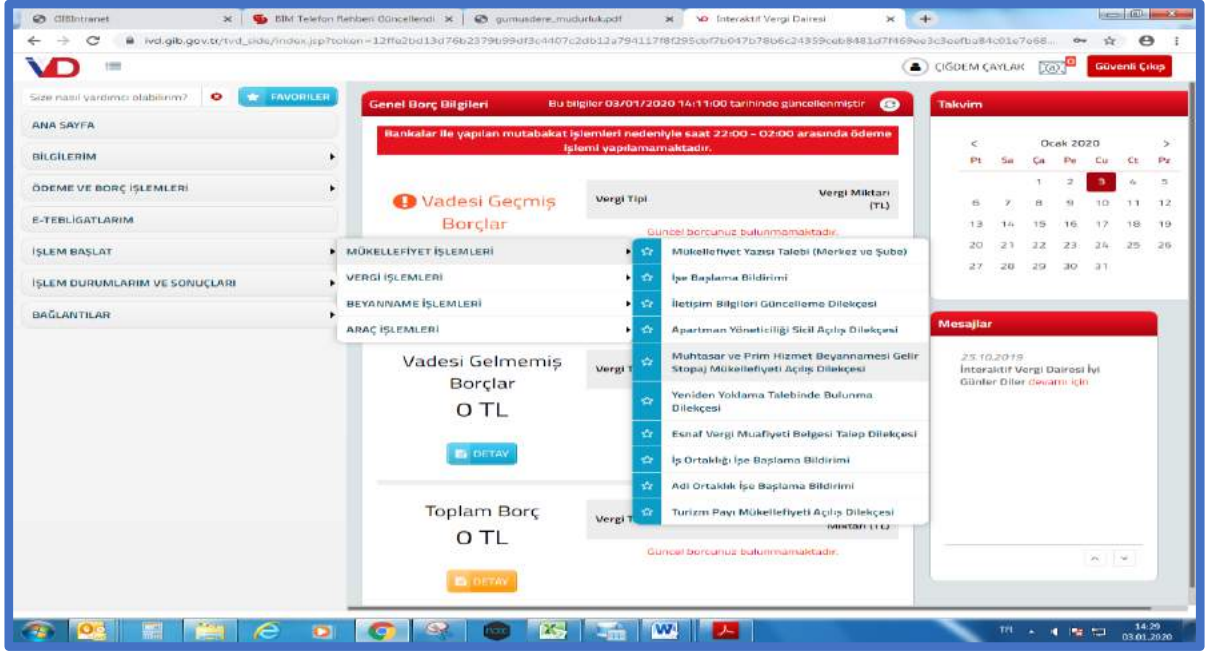 GIBIntranet
BİM Telefon Rehberi Güncellendi
gumusdere_mudurluk.pdf
İnteraktif Vergi Dairesi
VD
ÇİĞDEM ÇAYLAK
Güvenli Çıkış
Size nasıl yardımcı olabilirim?
FAVORİLER
ANA SAYFA
BİLGİLERİM
ÖDEME VE BORÇ İŞLEMLERİ
E-TEBLİGATLARIM
İŞLEM BAŞLAT
İŞLEM DURUMLARIM VE SONUÇLARI
BAĞLANTILAR
MÜKELLEFİYET İŞLEMLERİ
VERGİ İŞLEMLERİ
BEYANNAME İŞLEMLERİ
ARAÇ İŞLEMLERİ
Mükellefiyet Yazısı Talebi (Merkez ve Şube)
İşe Başlama Bildirimi
İletişim Bilgileri Güncelleme Dilekçesi
Apartman Yöneticiliği Sicil Açılış Dilekçesi
Muhtasar ve Prim Hizmet Beyannamesi Gelir
Stopaj Mükellefiyeti Açılış Dilekçesi
Yeniden Yoklama Talebinde Bulunma
Dilekçesi
Esnaf Vergi Muafiyeti Belgesi Talep Dilekçesi
İş Ortaklığı İşe Başlama Bildirimi
Adi Ortaklık İşe Başlama Bildirimi
Turizm Payı Mükellefiyeti Açılış Dilekçesi
Genel Borç Bilgileri
Bu bilgiler 03/01/2020 14:11:00 tarihinde güncellenmiştir
Bankalar ile yapılan mutabakat işlemleri nedeniyle saat 22:00 - 02:00 arasında ödeme
işlemi yapılamamaktadır.
Vadesi Geçmiş
Borçlar
Vergi Tipi
Vergi Miktarı
(TL)
Güncel borcunuz bulunmamaktadır.
Vadesi Gelmemiş
Borçlar
0 TL
Vergi T
DETAY
Toplam Borç
0 TL
Vergi T
Miktarı (TL)
Güncel borcunuz bulunmamaktadır.
DETAY
Takvim
< Ocak 2020 >
Pt Sa Ça Pe Cu Ct Pz
1 2 3 4 5
6 7 8 9 10 11 12
13 14 15 16 17 18 19
20 21 22 23 24 25 26
27 28 29 30 31
Mesajlar
25.10.2019
İnteraktif Vergi Dairesi İyi
Günler Diler devamı için
TR
14:29
03.01.2020